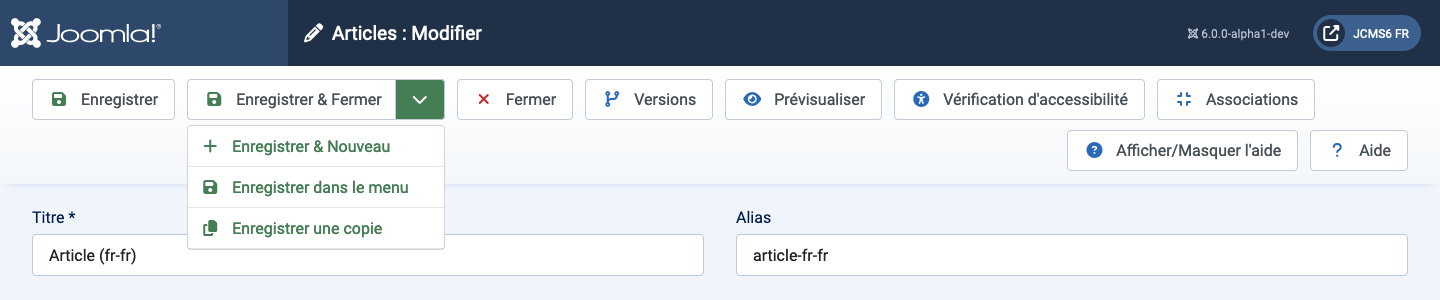 Joomla!® Articles : Modifier 6.0.0-alpha1-dev JCMS6 FR
Enregistrer Enregistrer & Fermer Fermer Versions Prévisualiser Vérification d'accessibilité Associations
Enregistrer & Nouveau
Enregistrer dans le menu
Enregistrer une copie
? Afficher/Masquer l'aide ? Aide
Titre * Alias
Article (fr-fr) article-fr-fr